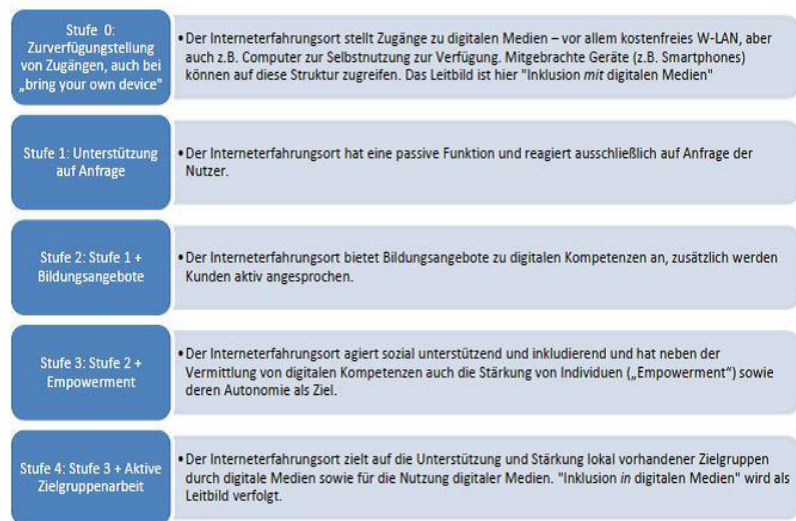 Stufe 0:
Zurverfügungstellung
von Zugängen, auch bei
„bring your own device"
• Der Interneterfahrungsort stellt Zugänge zu digitalen Medien – vor allem kostenfreies W-LAN, aber
auch z.B. Computer zur Selbstnutzung zur Verfügung. Mitgebrachte Geräte (z.B. Smartphones)
können auf diese Struktur zugreifen. Das Leitbild ist hier "Inklusion mit digitalen Medien"
Stufe 1: Unterstützung
auf Anfrage
• Der Interneterfahrungsort hat eine passive Funktion und reagiert ausschließlich auf Anfrage der
Nutzer.
Stufe 2: Stufe 1 +
Bildungsangebote
• Der Interneterfahrungsort bietet Bildungsangebote zu digitalen Kompetenzen an, zusätzlich werden
Kunden aktiv angesprochen.
Stufe 3: Stufe 2 +
Empowerment
• Der Interneterfahrungsort agiert sozial unterstützend und inkludierend und hat neben der
Vermittlung von digitalen Kompetenzen auch die Stärkung von Individuen („Empowerment“) sowie
deren Autonomie als Ziel.
Stufe 4: Stufe 3 + Aktive
Zielgruppenarbeit
• Der Interneterfahrungsort zielt auf die Unterstützung und Stärkung lokal vorhandener Zielgruppen
durch digitale Medien sowie für die Nutzung digitaler Medien. "Inklusion in digitalen Medien" wird als
Leitbild verfolgt.